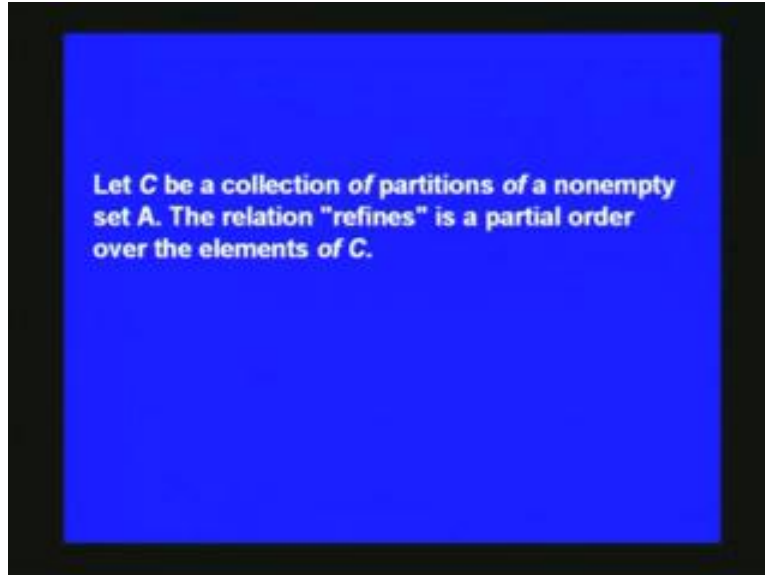 Let C be a collection of partitions of a nonempty
set A. The relation "refines" is a partial order
over the elements of C.